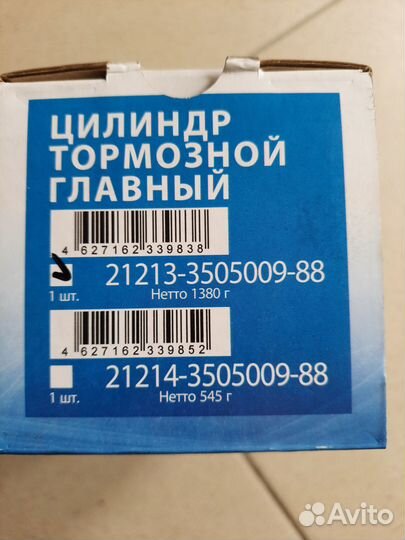 ЦИЛИНДР
ТОРМОЗНОЙ
ГЛАВНЫЙ
4 627162 339838
21213-3505009-88
1 шт. Нетто 1380 г
4 627162 339852
21214-3505009-88
1 шт. Нетто 545 г
Avito